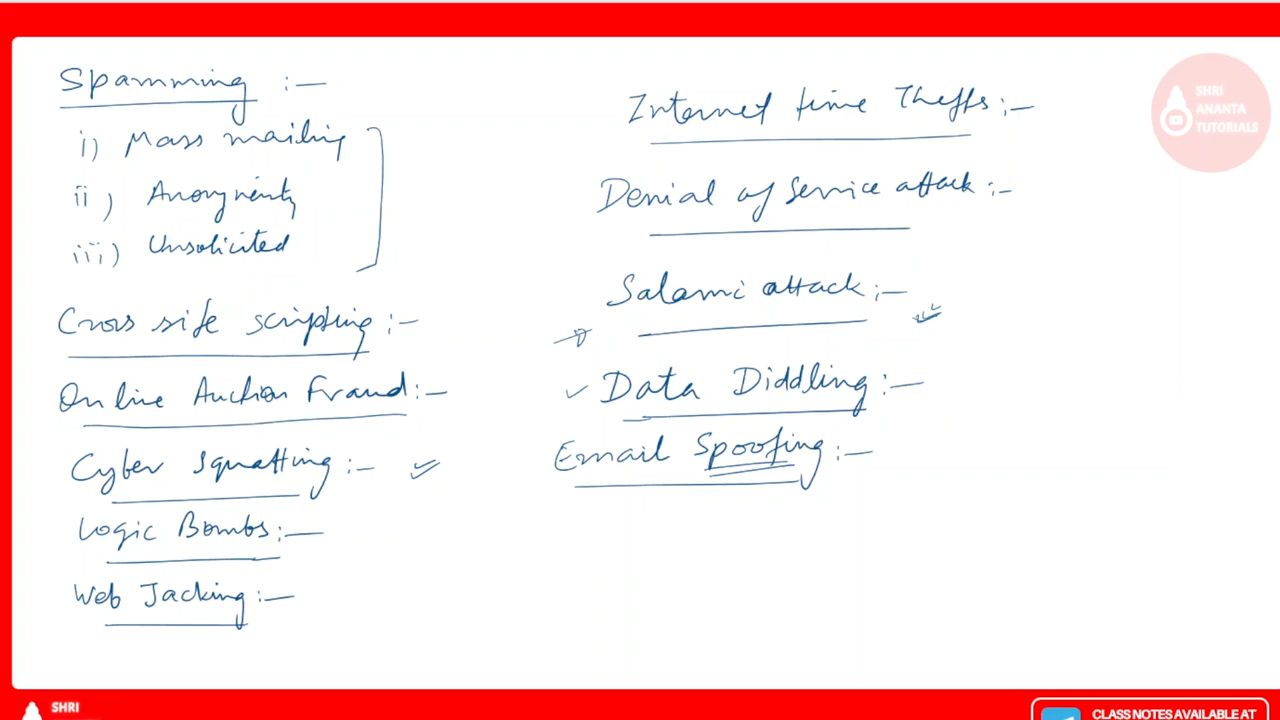 Spamming :-
i) Mass mailing
ii) Anonymity
iii) Unsolicited
Cross site scripting :-
Online Auction Fraud :-
Cyber Squatting :-
Logic Bombs :-
Web Jacking :-
Internet time Thefts :-
Denial of Service attack :-
Salami attack :-
Data Diddling :-
Email Spoofing :-
SHRI
ANANTA
TUTORIALS
SHRI
CLASS NOTES AVAILABLE AT